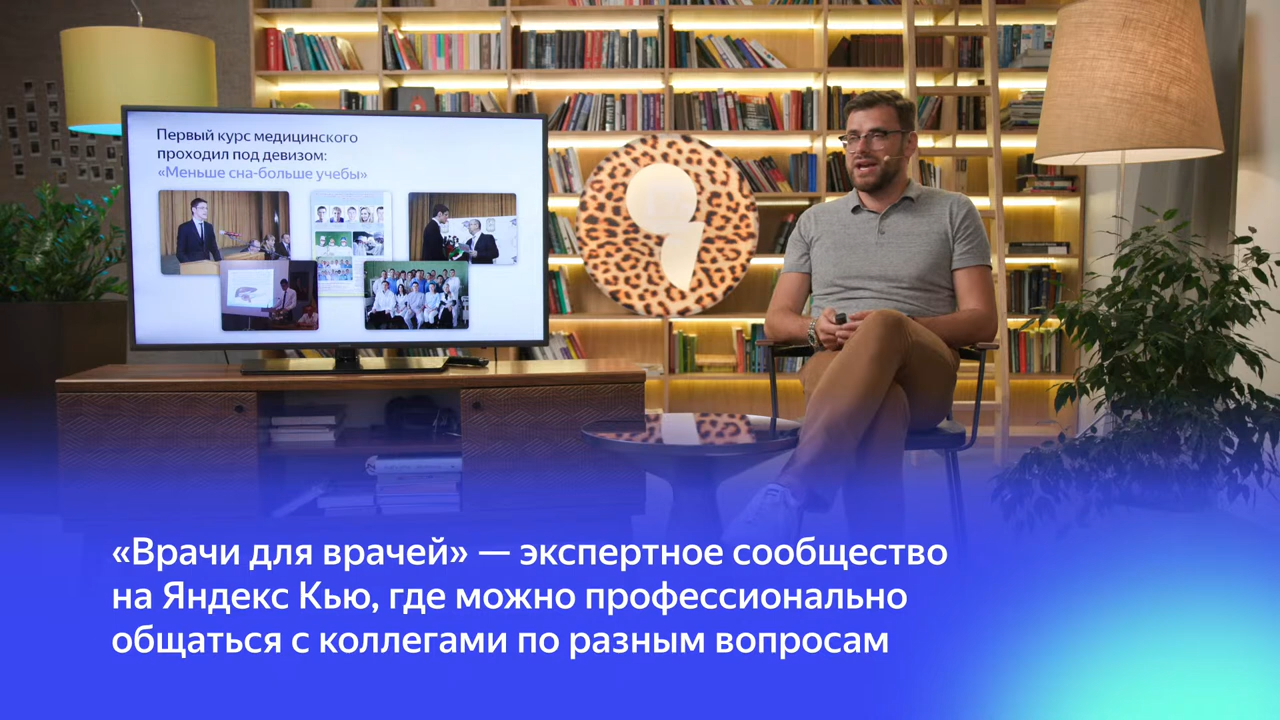 Первый курс медицинского
проходил под девизом:
«Меньше сна-больше учебы»
«Врачи для врачей» — экспертное сообщество
на Яндекс Кью, где можно профессионально
общаться с коллегами по разным вопросам